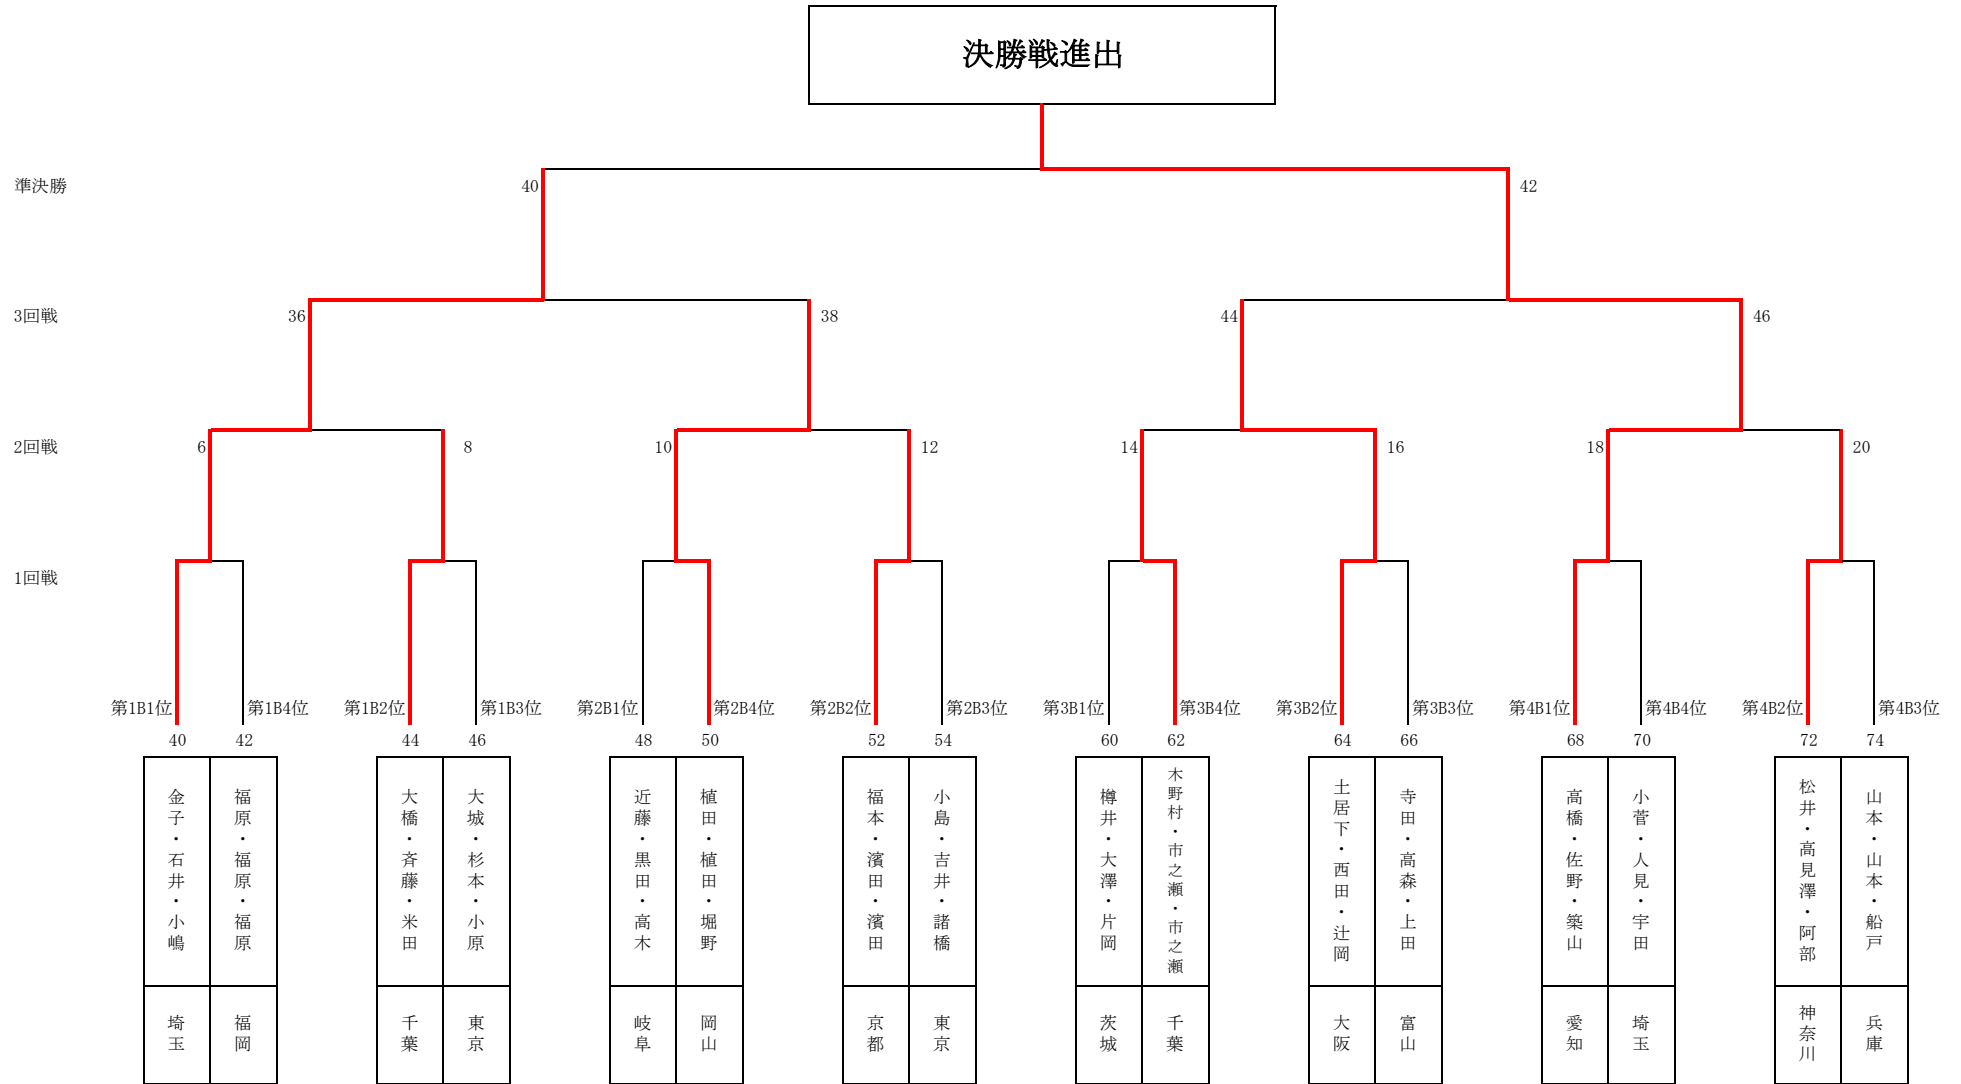 決勝戦進出
準決勝
40
42
3回戦
36
38
44
46
2回戦
6
8
10
12
14
16
18
20
1回戦
第1B1位
第1B4位
第1B2位
第1B3位
第2B1位
第2B4位
第2B2位
第2B3位
第3B1位
第3B4位
第3B2位
第3B3位
第4B1位
第4B4位
第4B2位
第4B3位
40
42
44
46
48
50
52
54
60
62
64
66
68
70
72
74
金子・石井・小嶋
福原・福原・福原
大橋・斉藤・米田
大城・杉本・小原
近藤・黒田・高木
植田・植田・堀野
福本・濱田・濱田
小島・吉井・諸橋
樽井・大澤・片岡
木野村・市之瀬・市之瀬
土居下・西田・辻岡
寺田・高森・上田
高橋・佐野・築山
小菅・人見・宇田
松井・高見澤・阿部
山本・山本・船戸
埼玉
福岡
千葉
東京
岐阜
岡山
京都
東京
茨城
千葉
大阪
富山
愛知
埼玉
神奈川
兵庫